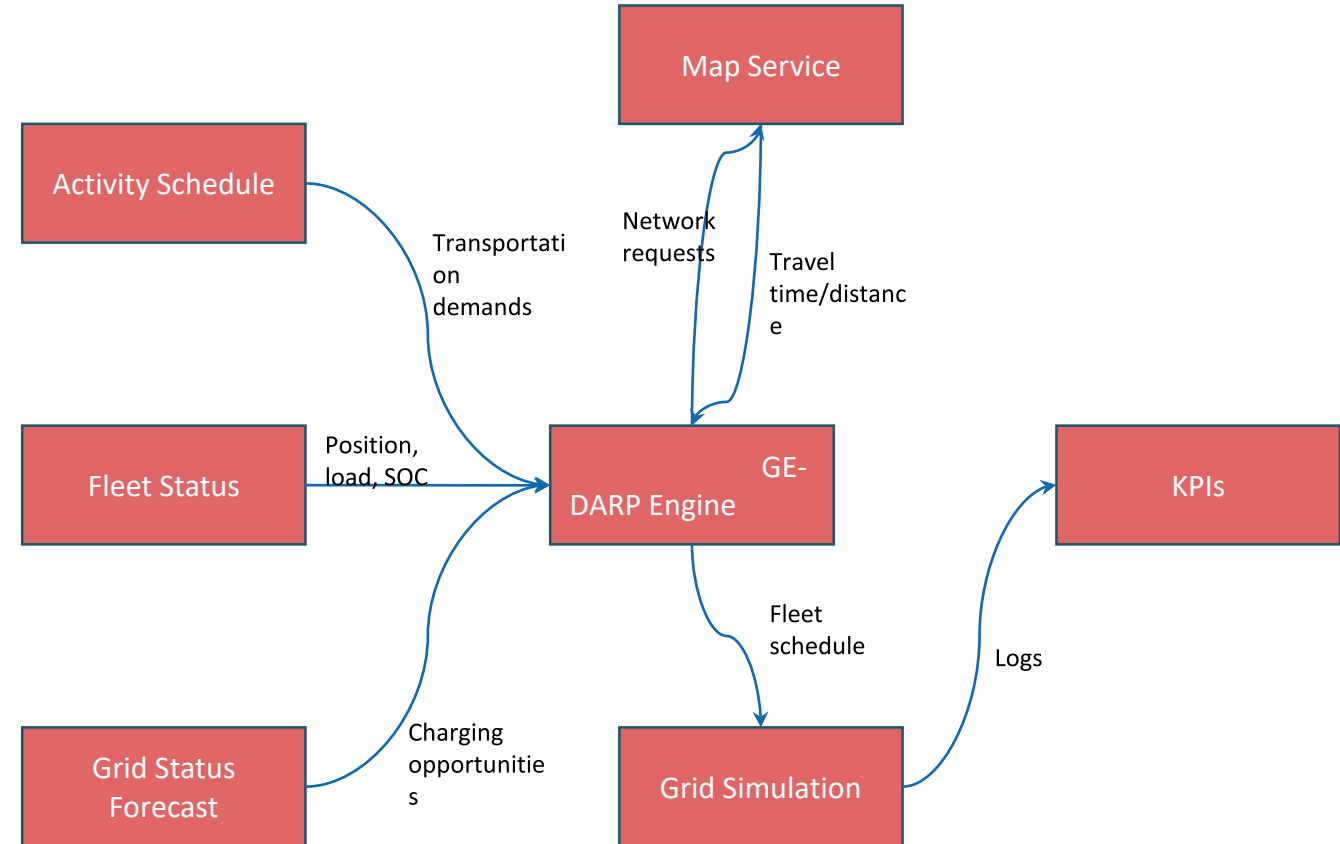 Map Service
Activity Schedule
Network
requests
Transportati
on
demands
Travel
time/distanc
e
Position,
load, SOC
Fleet Status
GE-
DARP Engine
KPIs
Fleet
schedule
Logs
Charging
opportunitie
s
Grid Status
Forecast
Grid Simulation